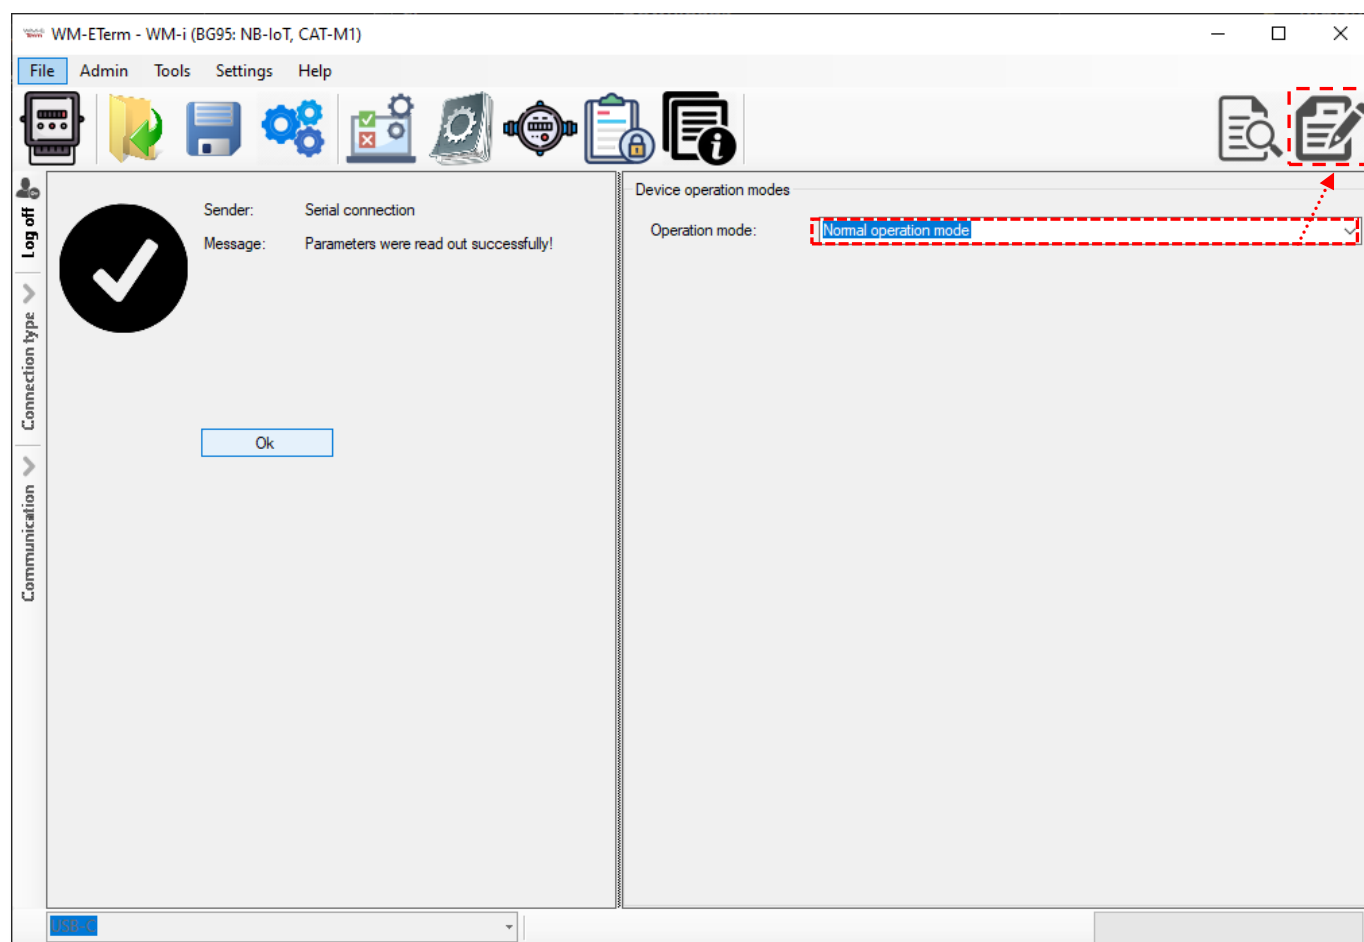 WM-ETerm - WM-i (BG95: NB-IoT, CAT-M1)
File Admin Tools Settings Help
Log off
Connection type
Communication
Sender: Serial connection
Message: Parameters were read out successfully!
Ok
Device operation modes
Operation mode: Normal operation mode
USB-C